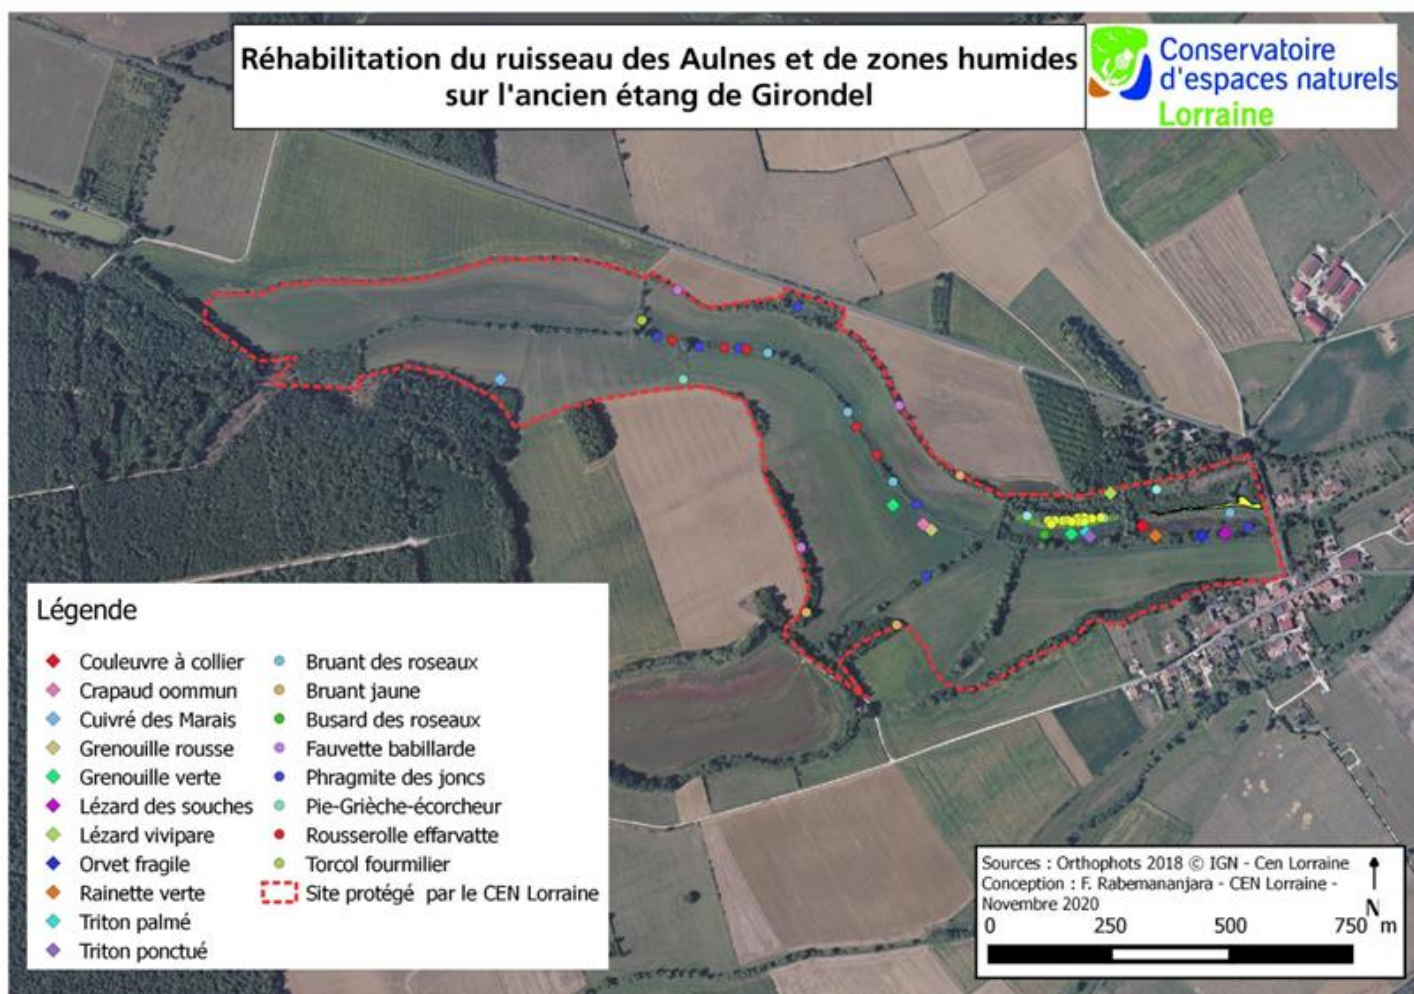 Réhabilitation du ruisseau des Aulnes et de zones humides
sur l'ancien étang de Girondel
Conservatoire
d'espaces naturels
Lorraine
Légende
Couleuvre à collier
Crapaud oommun
Cuivré des Marais
Grenouille rousse
Grenouille verte
Lézard des souches
Lézard vivipare
Orvet fragile
Rainette verte
Triton palmé
Triton ponctué
Bruant des roseaux
Bruant jaune
Busard des roseaux
Fauvette babillarde
Phragmite des joncs
Pie-Grièche-écorcheur
Rousserolle effarvatte
Torcol fourmilier
Site protégé par le CEN Lorraine
Sources : Orthophots 2018 © IGN - Cen Lorraine
Conception : F. Rabemananjara - CEN Lorraine -
Novembre 2020
N
0 250 500 750 m